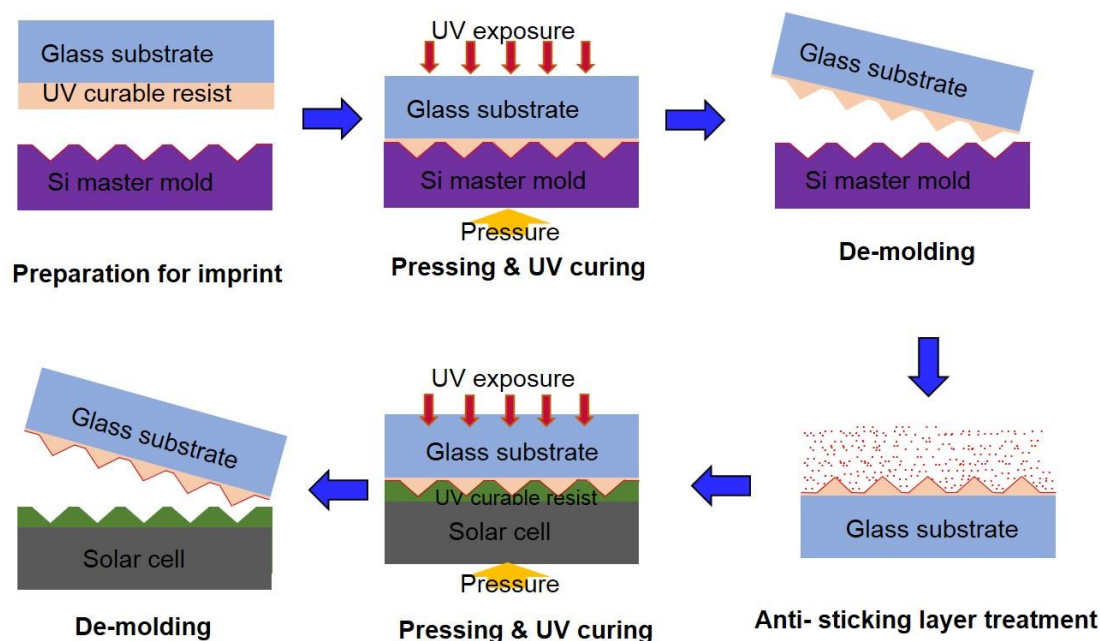 Glass substrate
UV curable resist
Si master mold
Preparation for imprint
UV exposure
Glass substrate
Si master mold
Pressure
Pressing & UV curing
Glass substrate
Si master mold
De-molding
Glass substrate
Solar cell
De-molding
UV exposure
Glass substrate
UV curable resist
Solar cell
Pressure
Pressing & UV curing
Glass substrate
Anti- sticking layer treatment